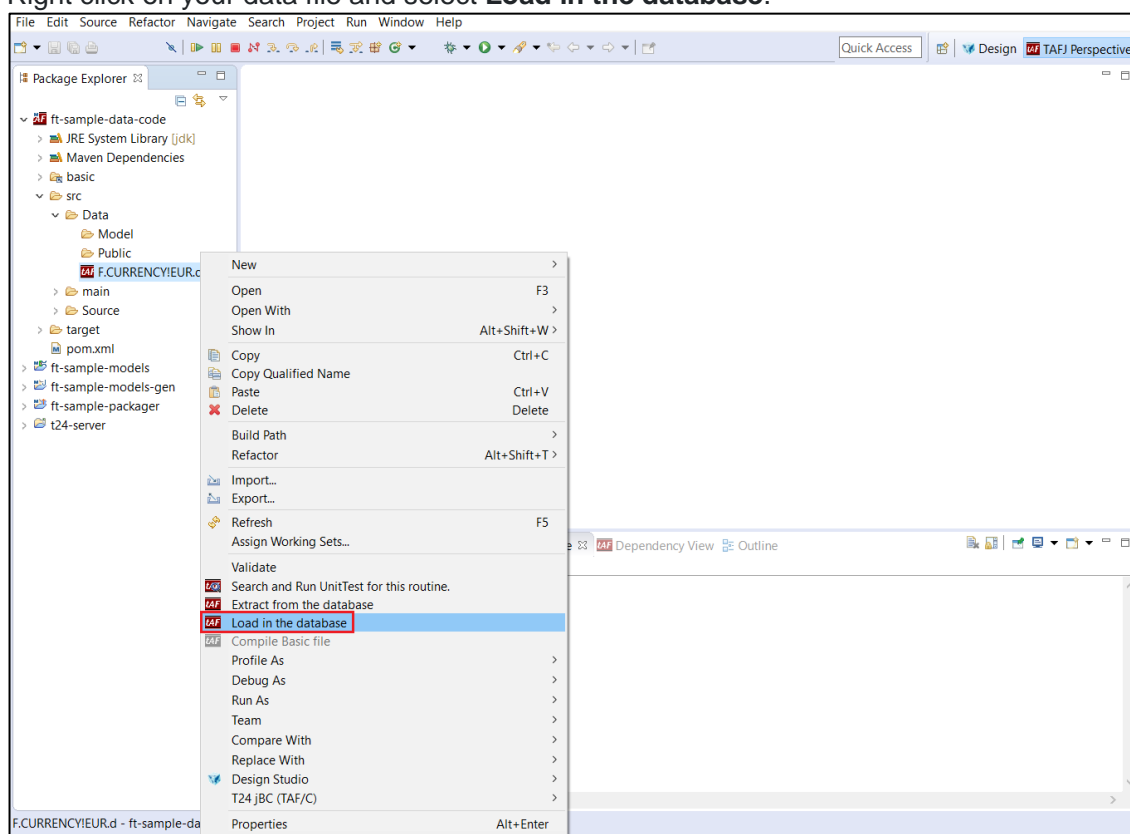 Right click on your data file and select Load in the database.
File Edit Source Refactor Navigate Search Project Run Window Help
Quick Access Design TAFJ Perspective
Package Explorer
ft-sample-data-code
JRE System Library [jdk]
Maven Dependencies
basic
src
Data
Model
Public
F.CURRENCY!EUR.d
main
Source
target
pom.xml
ft-sample-models
ft-sample-models-gen
ft-sample-packager
t24-server
New
Open F3
Open With
Show In Alt+Shift+W
Copy Ctrl+C
Copy Qualified Name
Paste Ctrl+V
Delete Delete
Build Path
Refactor Alt+Shift+T
Import...
Export...
Refresh F5
Assign Working Sets...
Validate
Search and Run UnitTest for this routine.
Extract from the database
Load in the database
Compile Basic file
Profile As
Debug As
Run As
Team
Compare With
Replace With
Design Studio
T24 jBC (TAF/C)
Properties Alt+Enter
e Dependency View Outline
F.CURRENCY!EUR.d - ft-sample-da